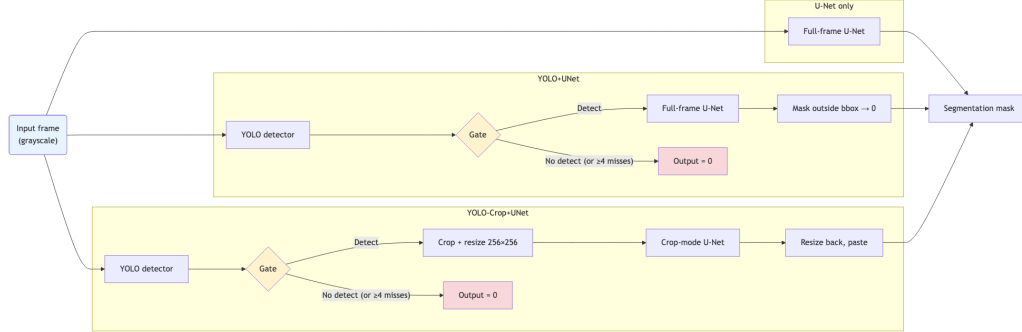 U-Net only
Full-frame U-Net
YOLO+UNet
Input frame
(grayscale)
YOLO detector
Gate
Detect
Full-frame U-Net
Mask outside bbox → 0
Segmentation mask
No detect (or ≥4 misses)
Output = 0
YOLO-Crop+UNet
YOLO detector
Gate
Detect
Crop + resize 256×256
Crop-mode U-Net
Resize back, paste
No detect (or ≥4 misses)
Output = 0